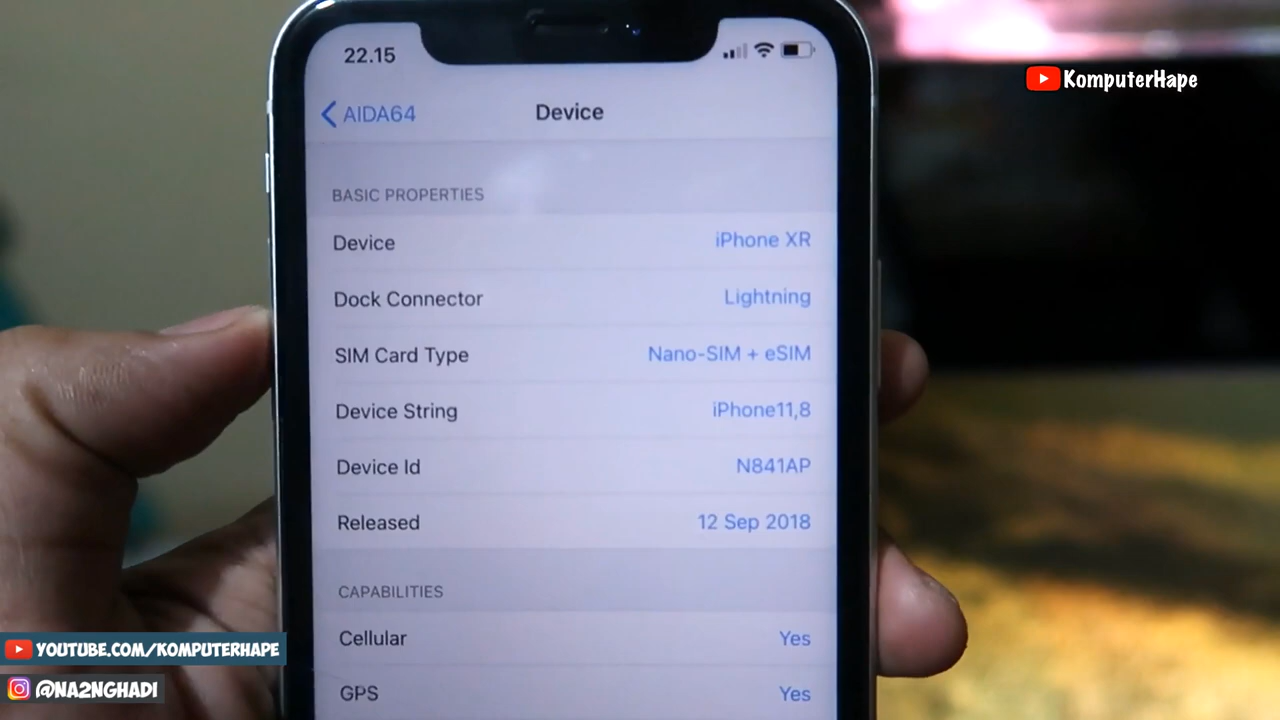 22.15
KomputerHape
AIDA64
Device
BASIC PROPERTIES
Device iPhone XR
Dock Connector Lightning
SIM Card Type Nano-SIM + eSIM
Device String iPhone11,8
Device Id N841AP
Released 12 Sep 2018
CAPABILITIES
Cellular Yes
GPS Yes
YOUTUBE.COM/KOMPUTERHAPE
@NA2NGHADI